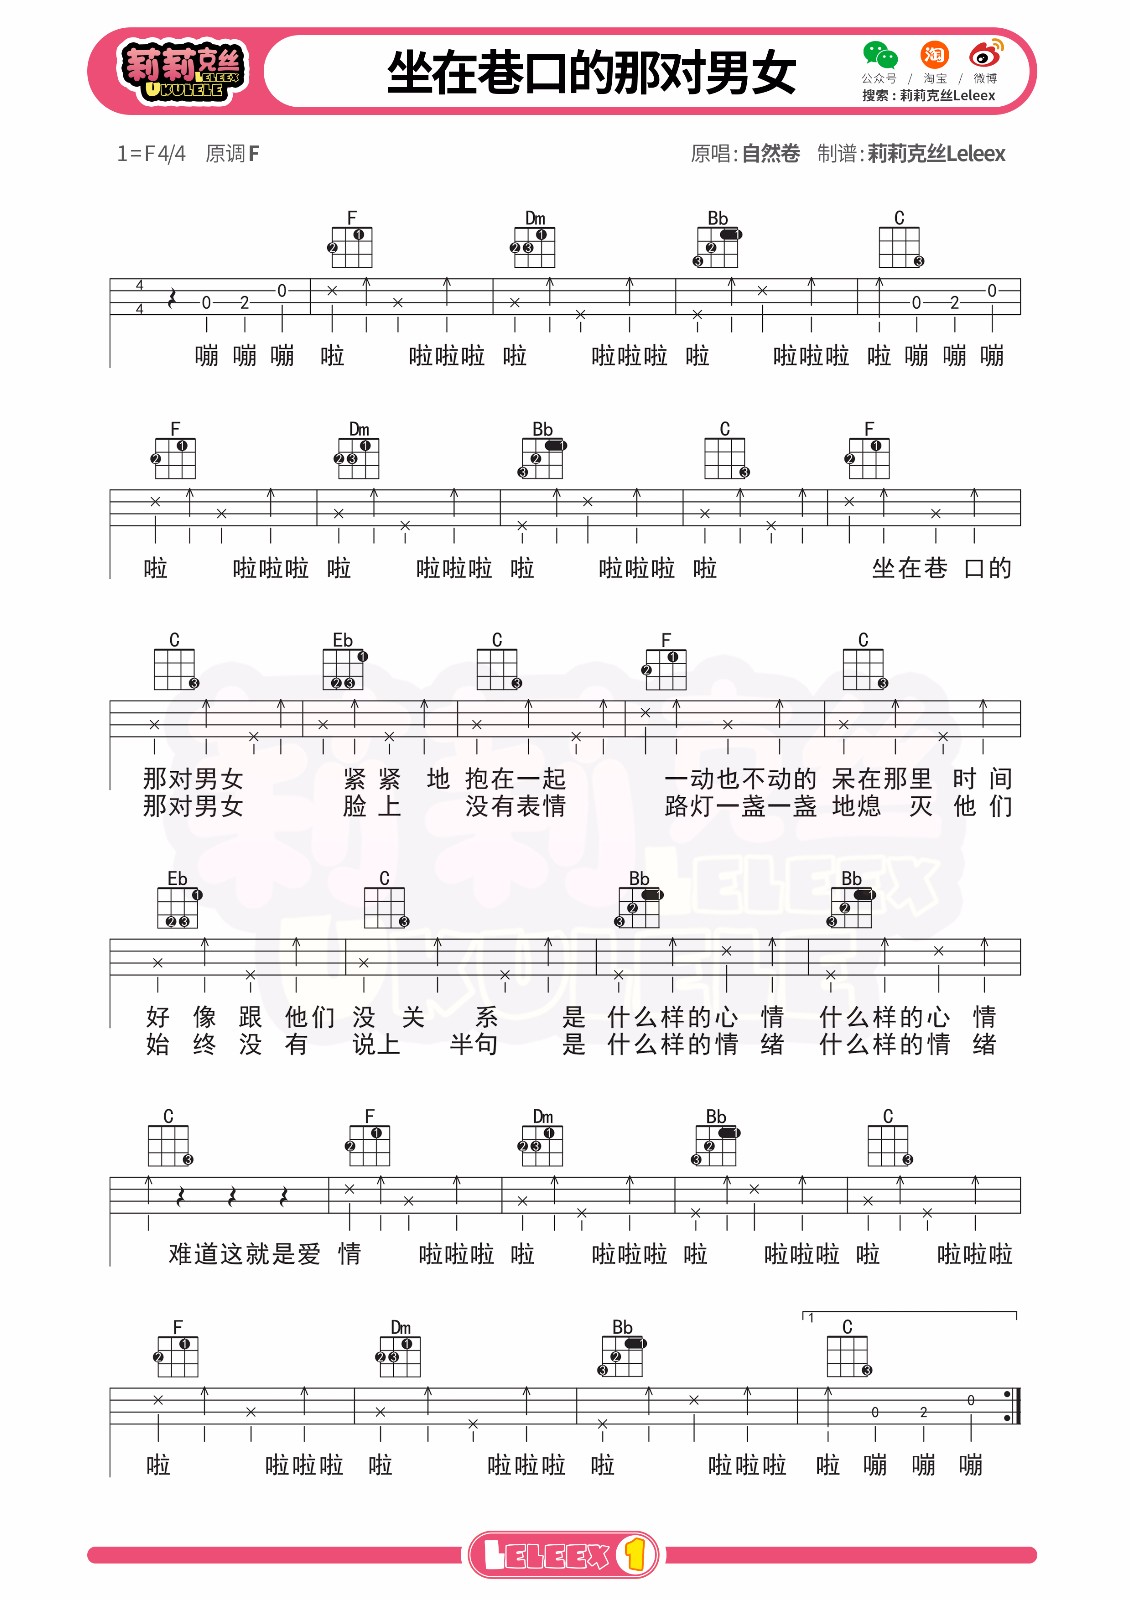 莉莉克丝
LELEEX
UKULELE
坐在巷口的那对男女
淘
公众号 / 淘宝 / 微博
搜索：莉莉克丝Leleex
1=F 4/4 原调F
原唱：自然卷 制谱：莉莉克丝Leleex
F Dm Bb C
4 4 0 2 0 0 2 0
嘣 嘣 嘣 啦 啦啦啦 啦 啦啦啦 啦 啦啦啦 啦 嘣 嘣 嘣
F Dm Bb C F
啦 啦啦啦 啦 啦啦啦 啦 啦啦啦 啦 坐在巷 口的
C Eb C F C
那对男女 紧 紧 地 抱在一起 一动也不动的 呆在那里 时 间
那对男女 脸 上 没有表情 路灯一盏一盏 地熄 灭 他 们
Eb C Bb Bb
好 像 跟 他们 没 关 系 是 什么样的心 情 什么样的心 情
始 终 没 有 说上 半句 是 什么样的情 绪 什么样的情 绪
C F Dm Bb C
难道这就是爱 情 啦啦啦 啦 啦啦啦 啦 啦啦啦 啦 啦啦啦
1
F Dm Bb C
0 2 0
啦 啦啦啦 啦 啦啦啦 啦 啦啦啦 啦 嘣 嘣 嘣
LELEEX 1